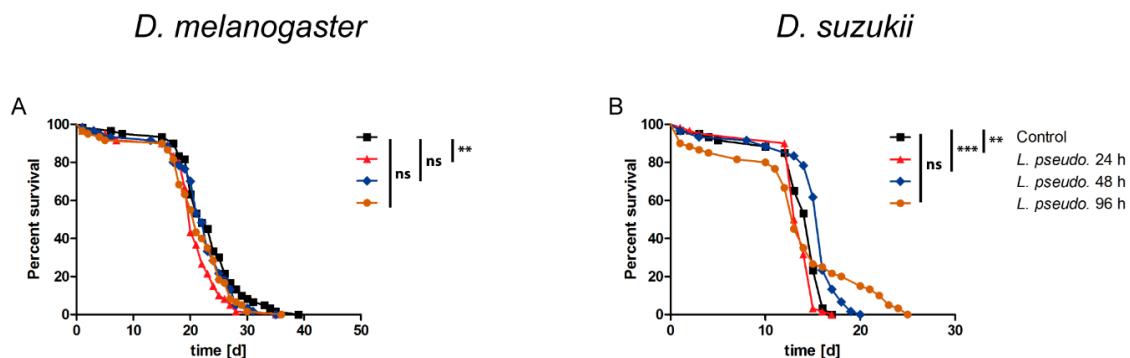 D. melanogaster
D. suzukii
A
Percent survival
100
80
60
40
20
0
0 10 20 30 40 50
time [d]
ns
ns
**
B
Percent survival
100
80
60
40
20
0
0 10 20 30
time [d]
ns
***
**
Control
L. pseudo. 24 h
L. pseudo. 48 h
L. pseudo. 96 h